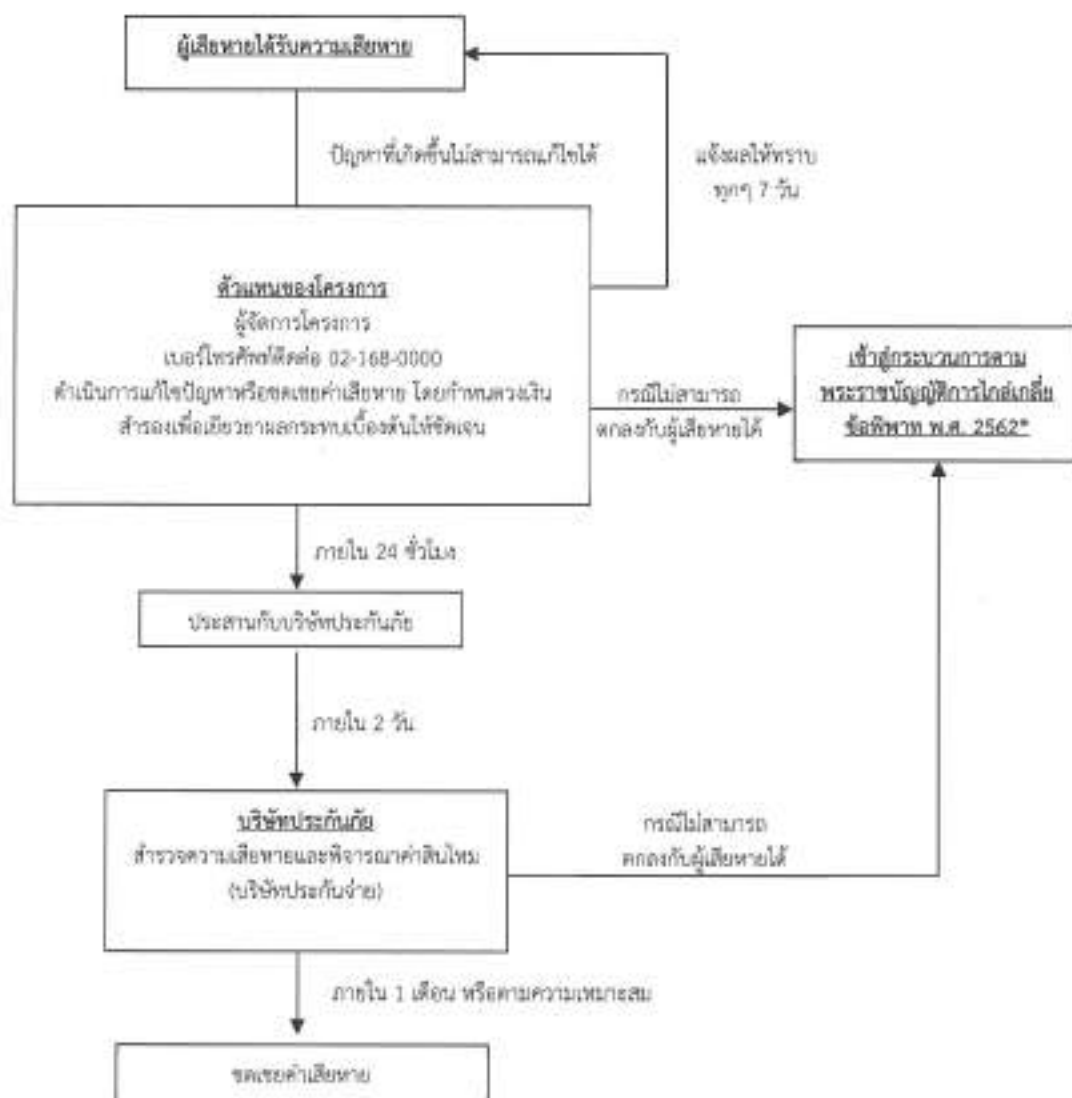 ผู้เสียหายได้รับความเสียหาย
ปัญหาที่เกิดขึ้นไม่สามารถแก้ไขได้
แจ้งผลให้ทราบ
ทุกๆ 7 วัน
ตัวแทนของโครงการ
ผู้จัดการโครงการ
เบอร์โทรศัพท์ติดต่อ 02-168-0000
ดำเนินการแก้ไขปัญหาหรือชดเชยค่าเสียหาย โดยกำหนดวงเงิน
สำรองเพื่อเยียวยาผลกระทบเบื้องต้นให้ชัดเจน
กรณีไม่สามารถ
ตกลงกับผู้เสียหายได้
เข้าสู่กระบวนการตาม
พระราชบัญญัติการไกล่เกลี่ย
ข้อพิพาท พ.ศ. 2562*
ภายใน 24 ชั่วโมง
ประสานกับบริษัทประกันภัย
ภายใน 2 วัน
บริษัทประกันภัย
สำรวจความเสียหายและพิจารณาค่าสินไหม
(บริษัทประกันจ่าย)
กรณีไม่สามารถ
ตกลงกับผู้เสียหายได้
ภายใน 1 เดือน หรือตามความเหมาะสม
ชดเชยค่าเสียหาย